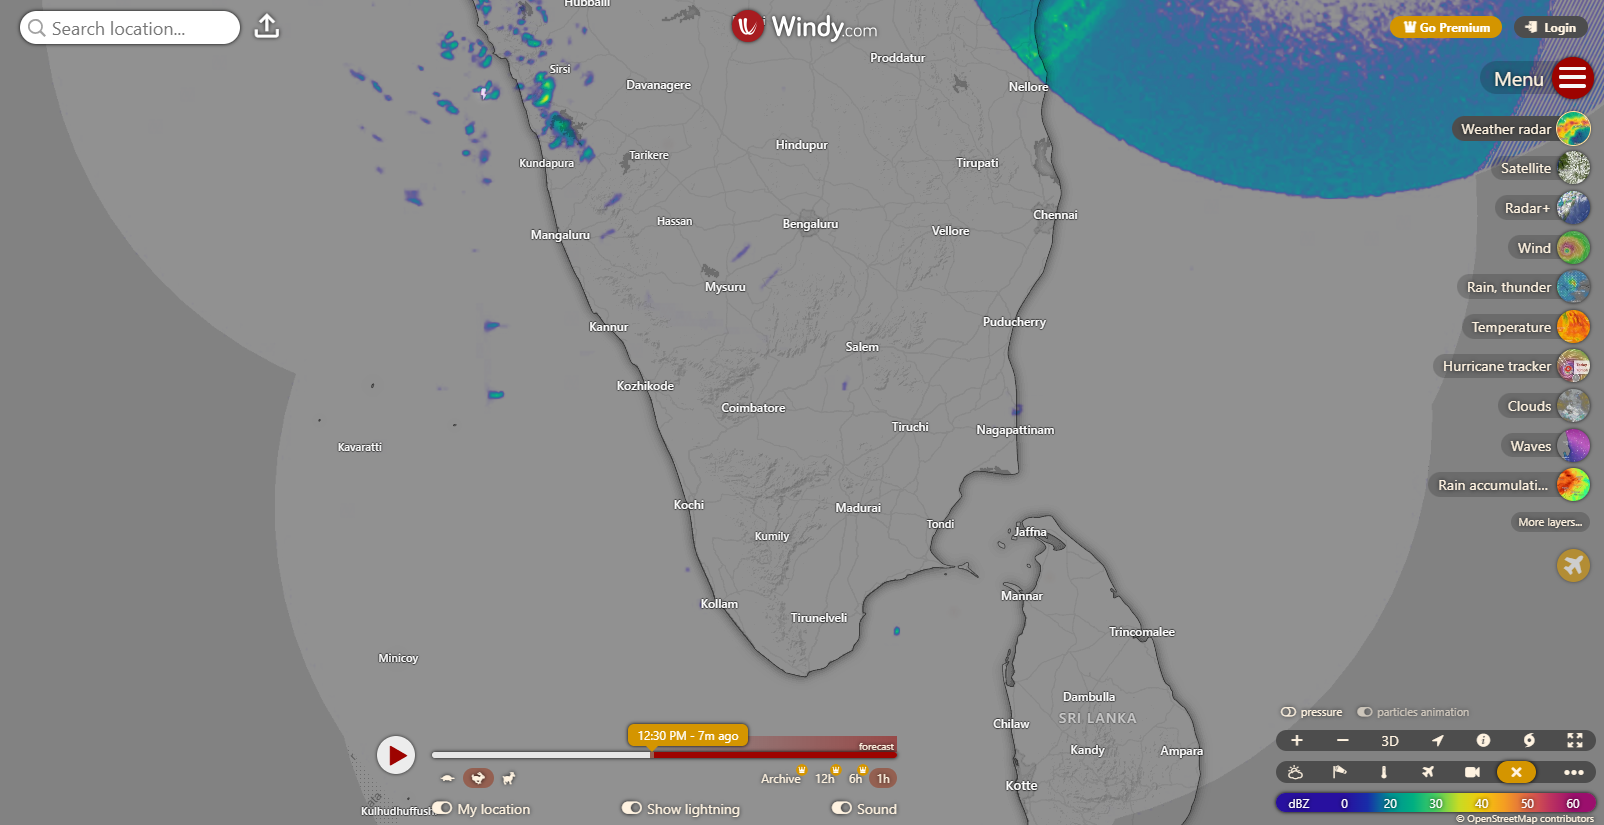 Hubballi
Search location...
Windy.com
Go Premium
Login
Proddatur
Sirsi
Davanagere
Nellore
Menu
Weather radar
Hindupur
Tarikere
Kundapura
Tirupati
Satellite
Radar+
Chennai
Hassan
Bengaluru
Vellore
Mangaluru
Wind
Mysuru
Rain, thunder
Puducherry
Kannur
Temperature
Salem
Hurricane tracker
Kozhikode
Coimbatore
Clouds
Tiruchi
Nagapattinam
Kavaratti
Waves
Rain accumulati...
Kochi
Madurai
Tondi
More layers...
Jaffna
Kumily
Mannar
Kollam
Tirunelveli
Trincomalee
Minicoy
Dambulla
pressure
particles animation
Chilaw
SRI LANKA
12:30 PM - 7m ago
forecast
3D
Kandy
Ampara
Archive
12h
6h
1h
Kotte
My location
Show lightning
Sound
dBZ 0 20 30 40 50 60
© OpenStreetMap contributors